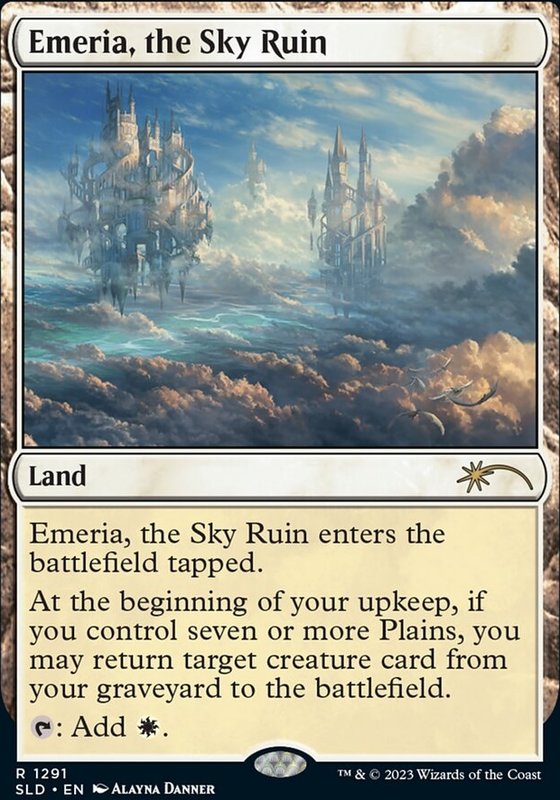 Emeria, the Sky Ruin
Land
Emeria, the Sky Ruin enters the
battlefield tapped.
At the beginning of your upkeep, if
you control seven or more Plains, you
may return target creature card from
your graveyard to the battlefield.
: Add .
R 1291
SLD • EN Alayna Danner
™ & © 2023 Wizards of the Coast